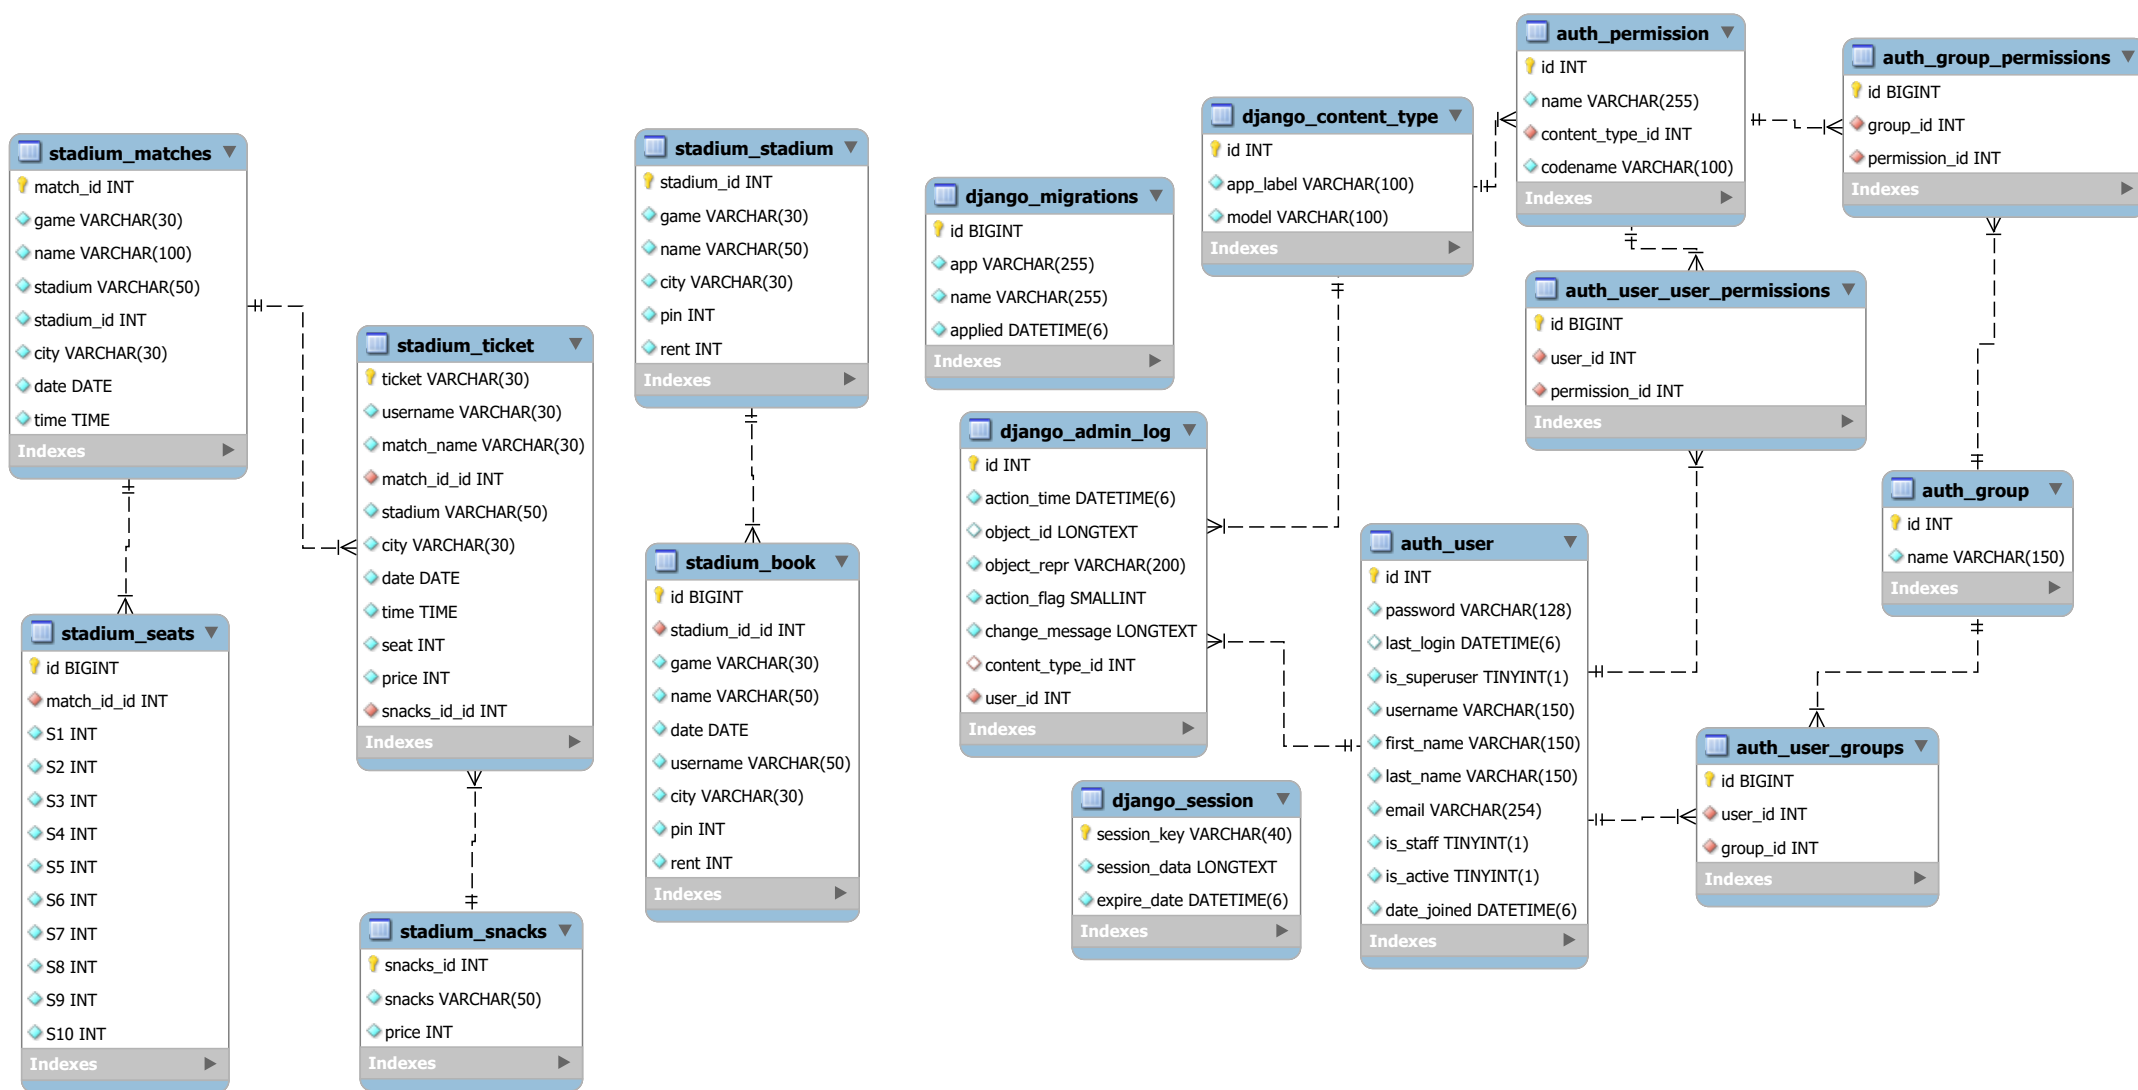 stadium_matches
match_id INT
game VARCHAR(30)
name VARCHAR(100)
stadium VARCHAR(50)
stadium_id INT
city VARCHAR(30)
date DATE
time TIME
Indexes
stadium_seats
id BIGINT
match_id_id INT
S1 INT
S2 INT
S3 INT
S4 INT
S5 INT
S6 INT
S7 INT
S8 INT
S9 INT
S10 INT
Indexes
stadium_ticket
ticket VARCHAR(30)
username VARCHAR(30)
match_name VARCHAR(30)
match_id_id INT
stadium VARCHAR(50)
city VARCHAR(30)
date DATE
time TIME
seat INT
price INT
snacks_id_id INT
Indexes
stadium_snacks
snacks_id INT
snacks VARCHAR(50)
price INT
Indexes
stadium_stadium
stadium_id INT
game VARCHAR(30)
name VARCHAR(50)
city VARCHAR(30)
pin INT
rent INT
Indexes
stadium_book
id BIGINT
stadium_id_id INT
game VARCHAR(30)
name VARCHAR(50)
date DATE
username VARCHAR(50)
city VARCHAR(30)
pin INT
rent INT
Indexes
django_migrations
id BIGINT
app VARCHAR(255)
name VARCHAR(255)
applied DATETIME(6)
Indexes
django_admin_log
id INT
action_time DATETIME(6)
object_id LONGTEXT
object_repr VARCHAR(200)
action_flag SMALLINT
change_message LONGTEXT
content_type_id INT
user_id INT
Indexes
django_session
session_key VARCHAR(40)
session_data LONGTEXT
expire_date DATETIME(6)
Indexes
django_content_type
id INT
app_label VARCHAR(100)
model VARCHAR(100)
Indexes
auth_user
id INT
password VARCHAR(128)
last_login DATETIME(6)
is_superuser TINYINT(1)
username VARCHAR(150)
first_name VARCHAR(150)
last_name VARCHAR(150)
email VARCHAR(254)
is_staff TINYINT(1)
is_active TINYINT(1)
date_joined DATETIME(6)
Indexes
auth_permission
id INT
name VARCHAR(255)
content_type_id INT
codename VARCHAR(100)
Indexes
auth_user_user_permissions
id BIGINT
user_id INT
permission_id INT
Indexes
auth_group_permissions
id BIGINT
group_id INT
permission_id INT
Indexes
auth_group
id INT
name VARCHAR(150)
Indexes
auth_user_groups
id BIGINT
user_id INT
group_id INT
Indexes